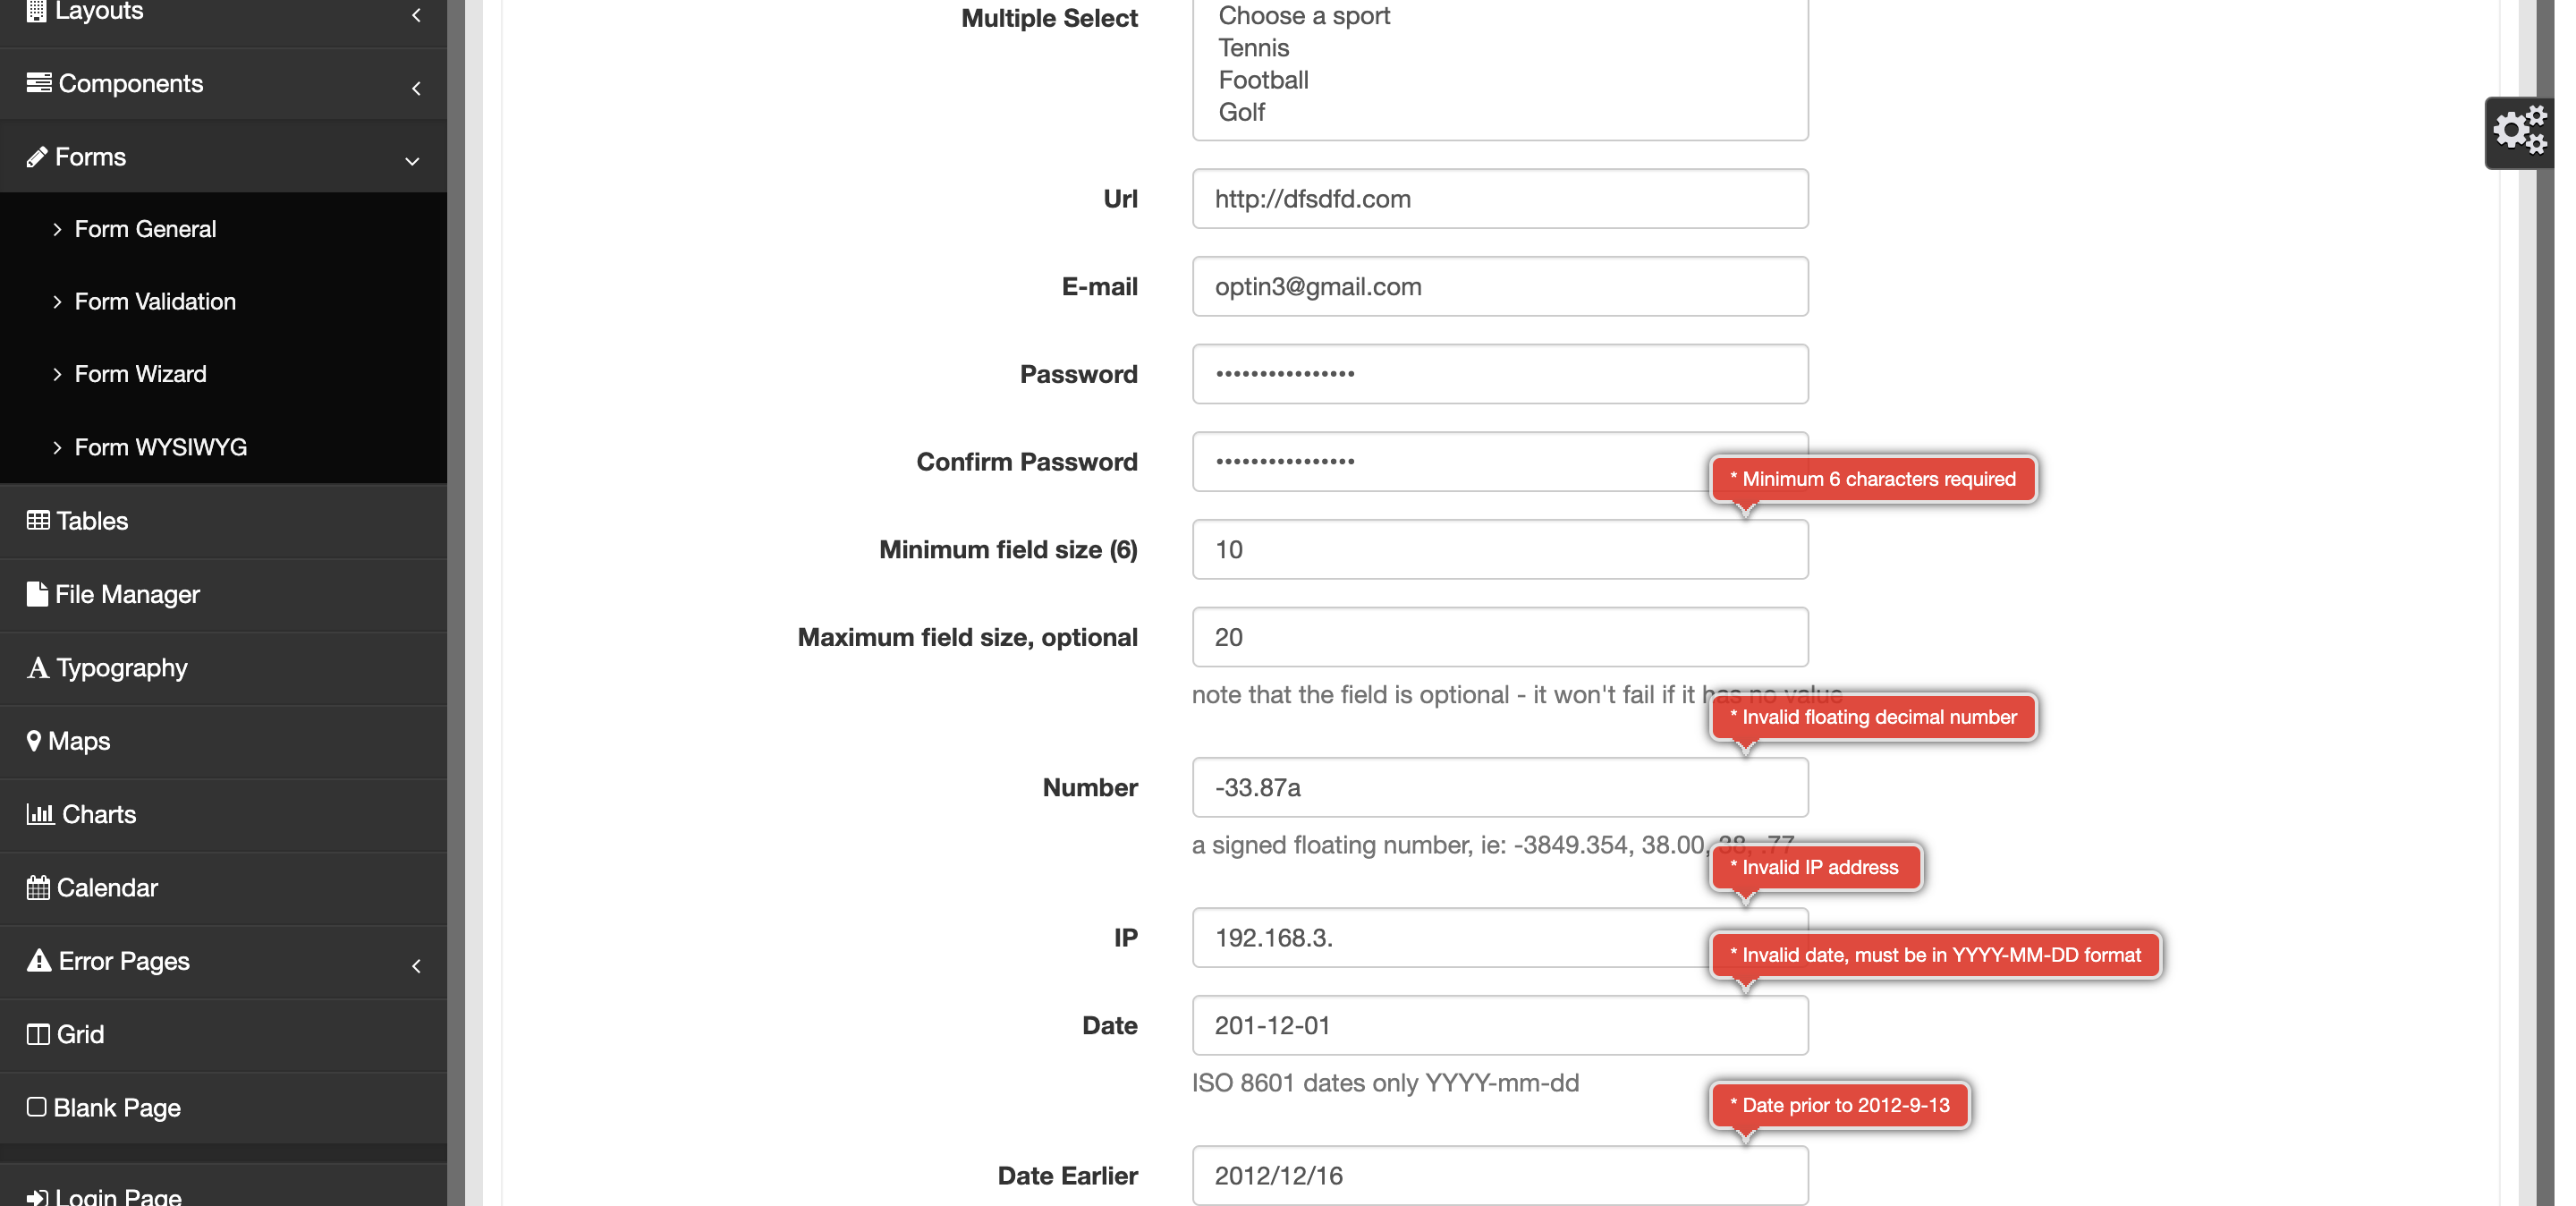 Layouts
Components
Forms
Form General
Form Validation
Form Wizard
Form WYSIWYG
Tables
File Manager
Typography
Maps
Charts
Calendar
Error Pages
Grid
Blank Page
Login Page
Multiple Select
Choose a sport
Tennis
Football
Golf
Url
http://dfsdfd.com
E-mail
optin3@gmail.com
Password
••••••••••••••••
Confirm Password
••••••••••••••••
* Minimum 6 characters required
Minimum field size (6)
10
Maximum field size, optional
20
note that the field is optional - it won't fail if it has no value
* Invalid floating decimal number
Number
-33.87a
a signed floating number, ie: -3849.354, 38.00, 38, .77
* Invalid IP address
IP
192.168.3.
* Invalid date, must be in YYYY-MM-DD format
Date
201-12-01
ISO 8601 dates only YYYY-mm-dd
* Date prior to 2012-9-13
Date Earlier
2012/12/16